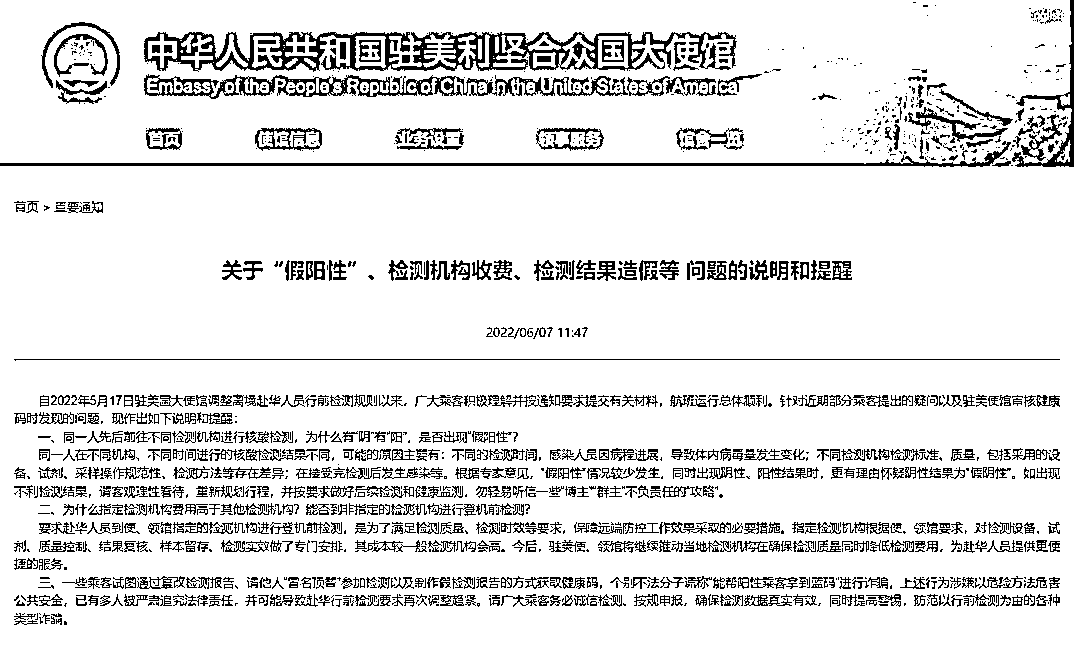 English
中华人民共和国驻美利坚合众国大使馆
Embassy of the People's Republic of China in the United States of America
首页 使馆信息 业务设置 领事服务 馆舍一览
首页 > 重要通知
关于“假阳性”、检测机构收费、检测结果造假等 问题的说明和提醒
2022/06/07 11:47
自2022年5月17日驻美国大使馆调整离境赴华人员行前检测规则以来，广大乘客积极理解并按通知要求提交有关材料，航班运行总体顺利。针对近期部分乘客提出的疑问以及驻美使馆审核健康
码时发现的问题，现作出如下说明和提醒：
一、同一人先后前往不同检测机构进行核酸检测，为什么有“阴”有“阳”，是否出现“假阳性”？
同一人在不同机构、不同时间进行的核酸检测结果不同，可能的原因主要有：不同的检测时间，感染人员因病程进展，导致体内病毒量发生变化；不同检测机构检测标准、质量，包括采用的设
备、试剂、采样操作规范性、检测方法等存在差异；在接受完检测后发生感染等。根据专家意见，“假阳性”情况较少发生，同时出现阴性、阳性结果时，更有理由怀疑阴性结果为“假阴性”。如出现
不利检测结果，请客观理性看待，重新规划行程，并按要求做好后续检测和健康监测，勿轻易听信一些“博主”“群主”不负责任的“攻略”。
二、为什么指定检测机构费用高于其他检测机构？能否到非指定的检测机构进行登机前检测？
要求赴华人员到使、领馆指定的检测机构进行登机前检测，是为了满足检测质量、检测时效等要求，保障远端防控工作效果采取的必要措施。指定检测机构根据使、领馆要求，对检测设备、试
剂、质量控制、结果复核、样本留存、检测实效做了专门安排，其成本较一般检测机构会高。今后，驻美使、领馆将继续推动当地检测机构在确保检测质量同时降低检测费用，为赴华人员提供更便
捷的服务。
三、一些乘客试图通过篡改检测报告、请他人“冒名顶替”参加检测以及制作假检测报告的方式获取健康码，个别不法分子谎称“能帮阳性乘客拿到蓝码”进行诈骗。上述行为涉嫌以危险方法危害
公共安全，已有多人被严肃追究法律责任，并可能导致赴华行前检测要求再次调整趋紧。请广大乘客务必诚信检测、按规申报，确保检测数据真实有效，同时提高警惕，防范以行前检测为由的各种
类型诈骗。